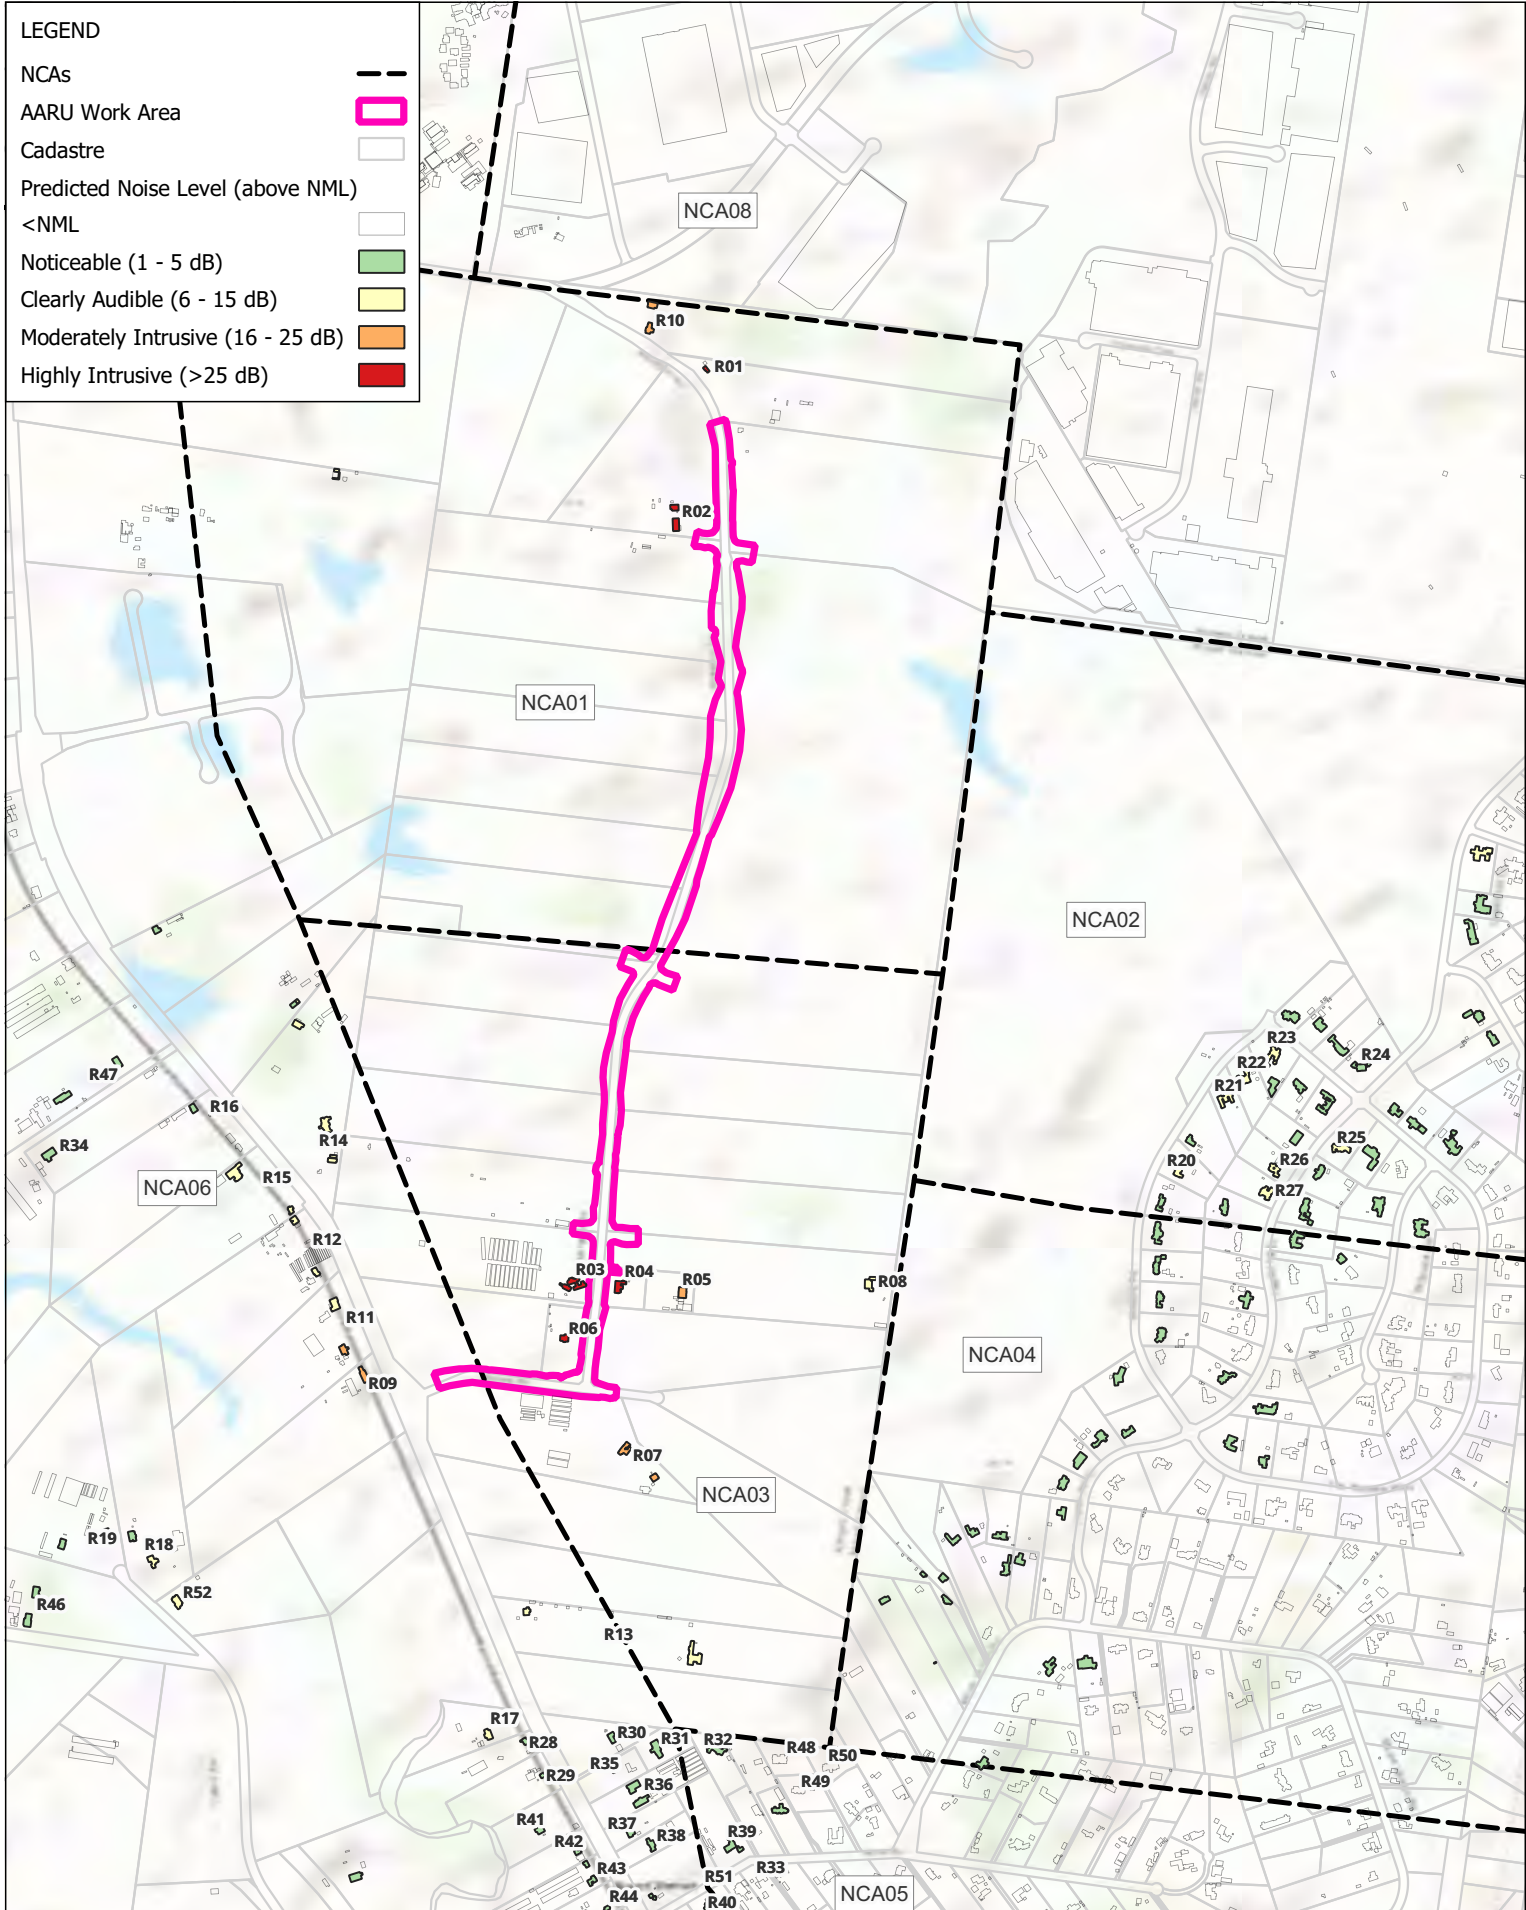 LEGEND
NCAs
AARU Work Area
Cadastre
Predicted Noise Level (above NML)
<NML
Noticeable (1 - 5 dB)
Clearly Audible (6 - 15 dB)
Moderately Intrusive (16 - 25 dB)
Highly Intrusive (>25 dB)
NCA08
R10
R01
R02
NCA01
NCA02
R23
R24
R22
R21
R47
R16
R34
R14
R25
R20
R26
R15
NCA06
R27
R12
R03
R04
R05
R08
R11
R06
NCA04
R09
R07
NCA03
R19
R18
R52
R46
R13
R17
R28
R30
R31
R32
R48
R50
R35
R29
R36
R49
R41
R37
R38
R39
R42
R43
R33
R51
R44
R40
NCA05